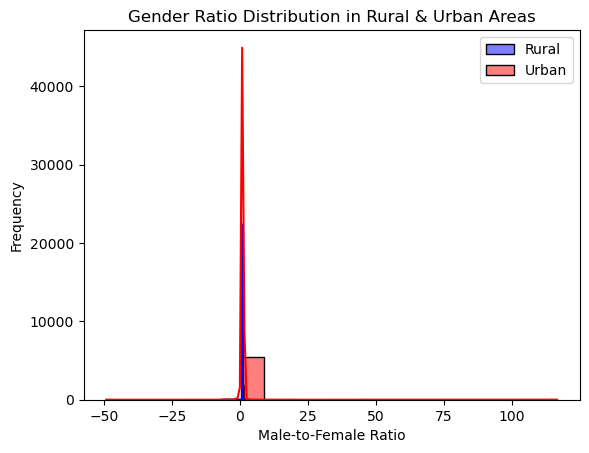 Gender Ratio Distribution in Rural & Urban Areas
Rural
Urban
40000
30000
20000
10000
0
Frequency
−50
−25
0
25
50
75
100
Male-to-Female Ratio